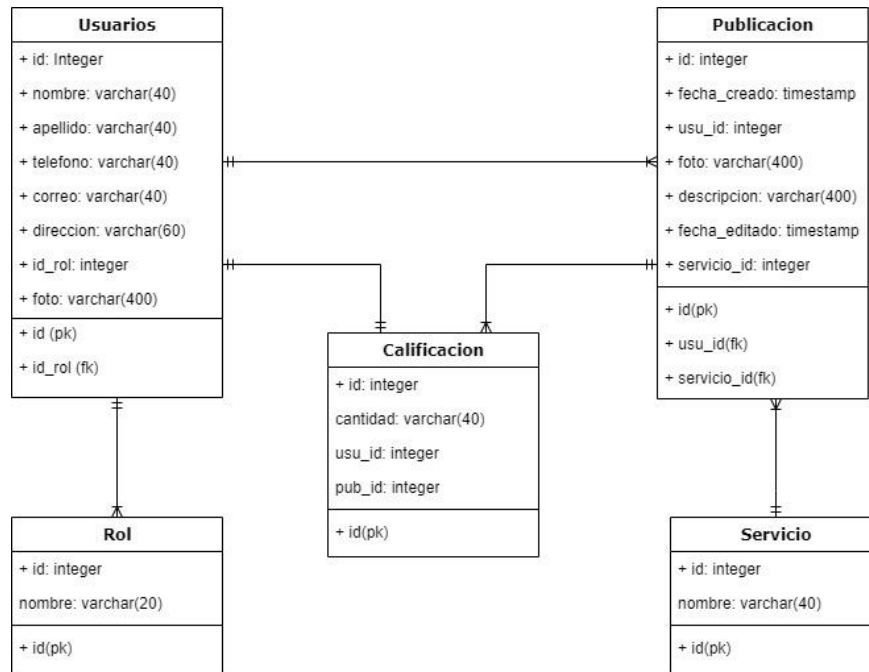 Usuarios
+ id: Integer
+ nombre: varchar(40)
+ apellido: varchar(40)
+ telefono: varchar(40)
+ correo: varchar(40)
+ direccion: varchar(60)
+ id_rol: integer
+ foto: varchar(400)
+ id (pk)
+ id_rol (fk)
Publicacion
+ id: integer
+ fecha_creado: timestamp
+ usu_id: integer
+ foto: varchar(400)
+ descripcion: varchar(400)
+ fecha_editado: timestamp
+ servicio_id: integer
+ id(pk)
+ usu_id(fk)
+ servicio_id(fk)
Calificacion
+ id: integer
cantidad: varchar(40)
usu_id: integer
pub_id: integer
+ id(pk)
Rol
+ id: integer
nombre: varchar(20)
+ id(pk)
Servicio
+ id: integer
nombre: varchar(40)
+ id(pk)